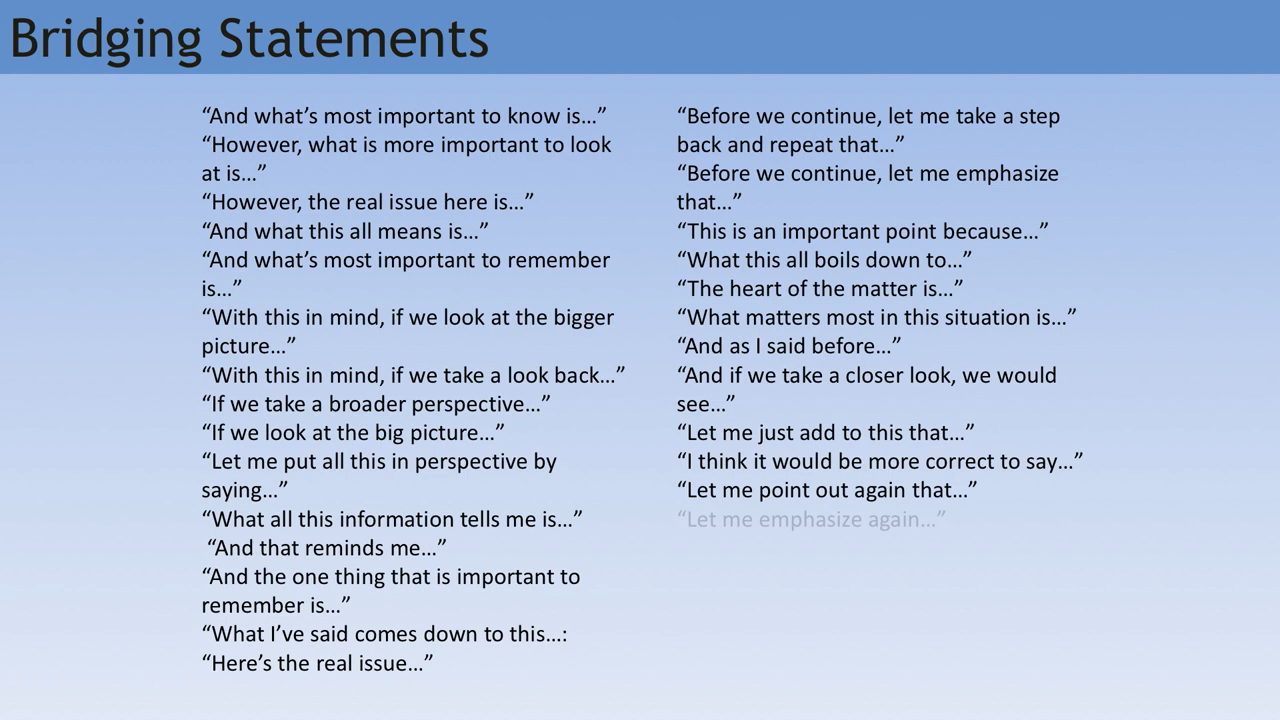 Bridging Statements
“And what’s most important to know is…”
“However, what is more important to look
at is…”
“However, the real issue here is…”
“And what this all means is…”
“And what’s most important to remember
is…”
“With this in mind, if we look at the bigger
picture…”
“With this in mind, if we take a look back…”
“If we take a broader perspective…”
“If we look at the big picture…”
“Let me put all this in perspective by
saying…”
“What all this information tells me is…”
“And that reminds me…”
“And the one thing that is important to
remember is…”
“What I’ve said comes down to this…:
“Here’s the real issue…”
“Before we continue, let me take a step
back and repeat that…”
“Before we continue, let me emphasize
that…”
“This is an important point because…”
“What this all boils down to…”
“The heart of the matter is…”
“What matters most in this situation is…”
“And as I said before…”
“And if we take a closer look, we would
see…”
“Let me just add to this that…”
“I think it would be more correct to say…”
“Let me point out again that…”
“Let me emphasize again…”